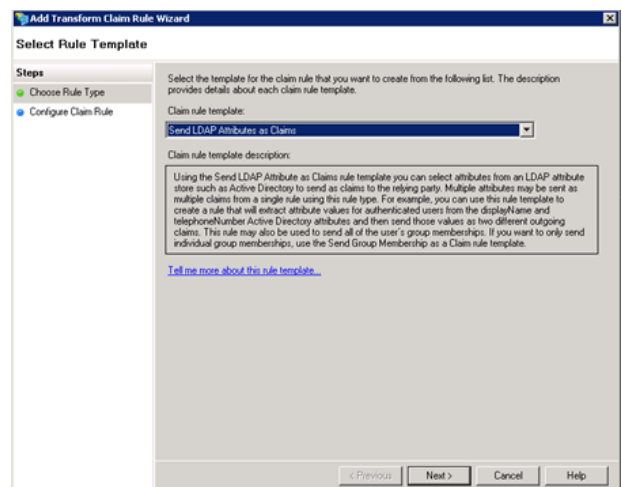 Add Transform Claim Rule Wizard
Select Rule Template
Steps
Choose Rule Type
Configure Claim Rule
Select the template for the claim rule that you want to create from the following list. The description
provides details about each claim rule template.
Claim rule template:
Send LDAP Attributes as Claims
Claim rule template description:
Using the Send LDAP Attribute as Claims rule template you can select attributes from an LDAP attribute
store such as Active Directory to send as claims to the relying party. Multiple attributes may be sent as
multiple claims from a single rule using this rule type. For example, you can use this rule template to
create a rule that will extract attribute values for authenticated users from the displayName and
telephoneNumber Active Directory attributes and then send those values as two different outgoing
claims. This rule may also be used to send all of the user's group memberships. If you want to only send
individual group memberships, use the Send Group Membership as a Claim rule template.
Tell me more about this rule template...
< Previous
Next >
Cancel
Help